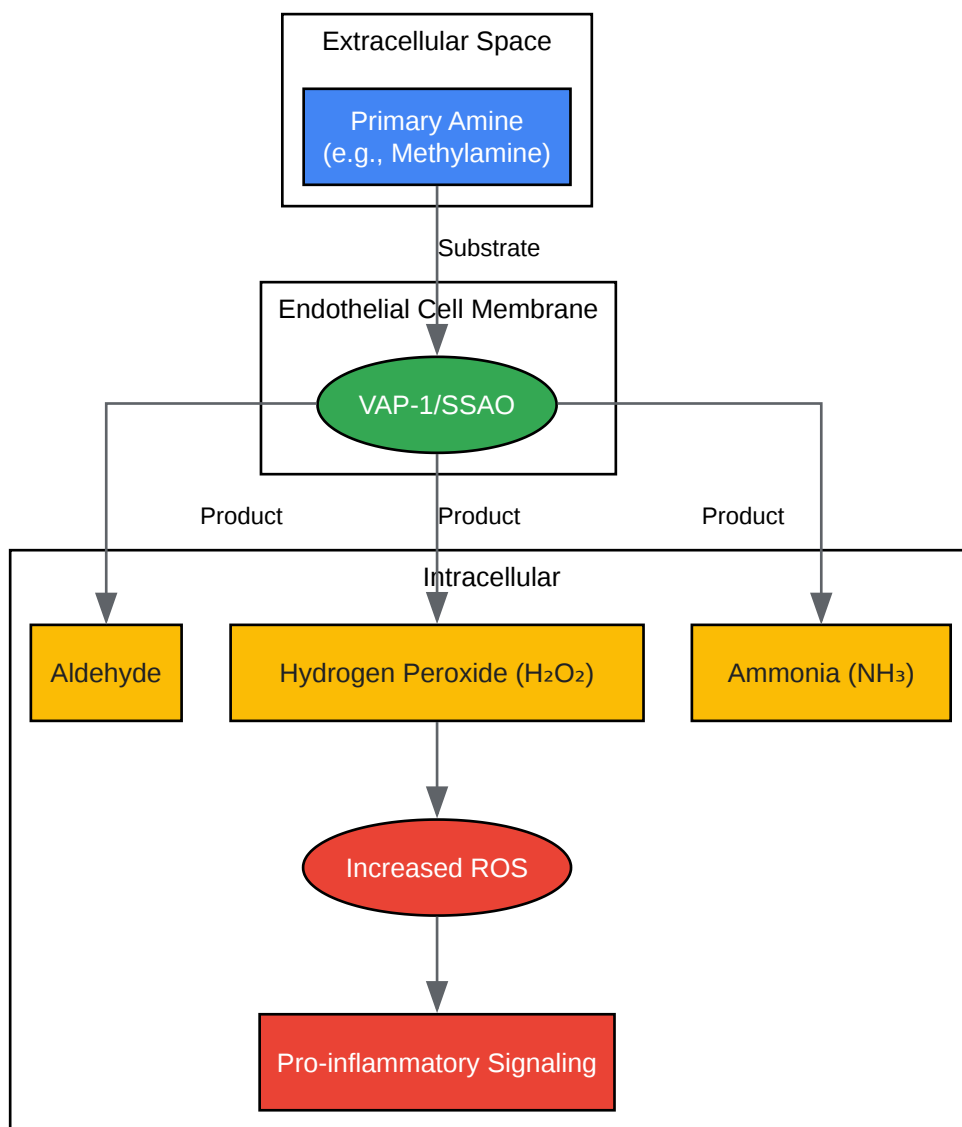 Extracellular Space
Primary Amine
(e.g., Methylamine)
Substrate
Endothelial Cell Membrane
VAP-1/SSAO
Product
Product
Product
Intracellular
Aldehyde
Hydrogen Peroxide (H₂O₂)
Ammonia (NH₃)
Increased ROS
Pro-inflammatory Signaling